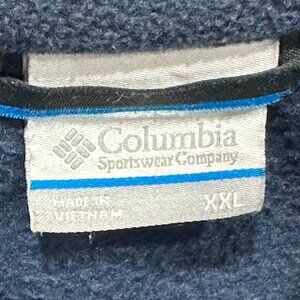 Columbia
Sportswear Company
MADE IN
VIETNAM
XXL